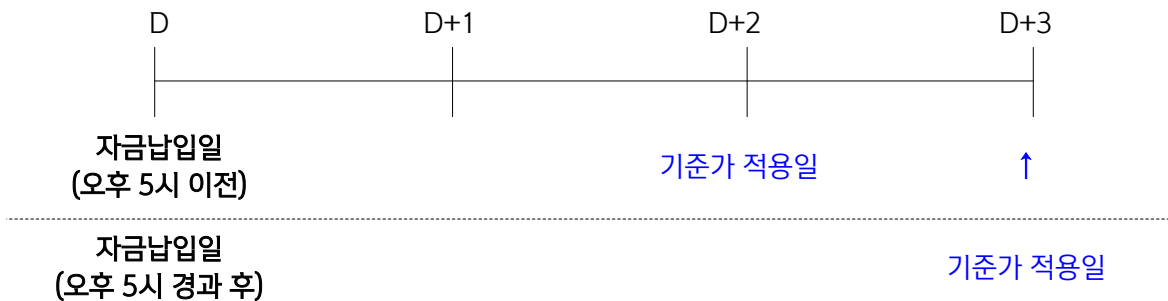 D D+1 D+2 D+3
자금납입일
(오후 5시 이전)
기준가 적용일 ↑
자금납입일
(오후 5시 경과 후)
기준가 적용일